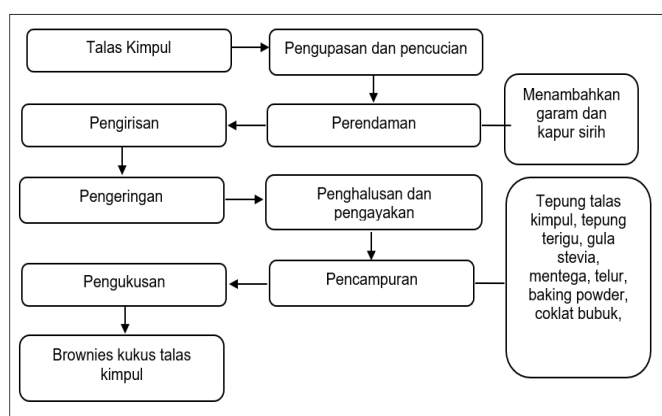 Talas Kimpul
Pengupasan dan pencucian
Perendaman
Menambahkan
garam dan
kapur sirih
Pengirisan
Pengeringan
Penghalusan dan
pengayakan
Pencampuran
Tepung talas
kimpul, tepung
terigu, gula
stevia,
mentega, telur,
baking powder,
coklat bubuk,
Pengukusan
Brownies kukus talas
kimpul